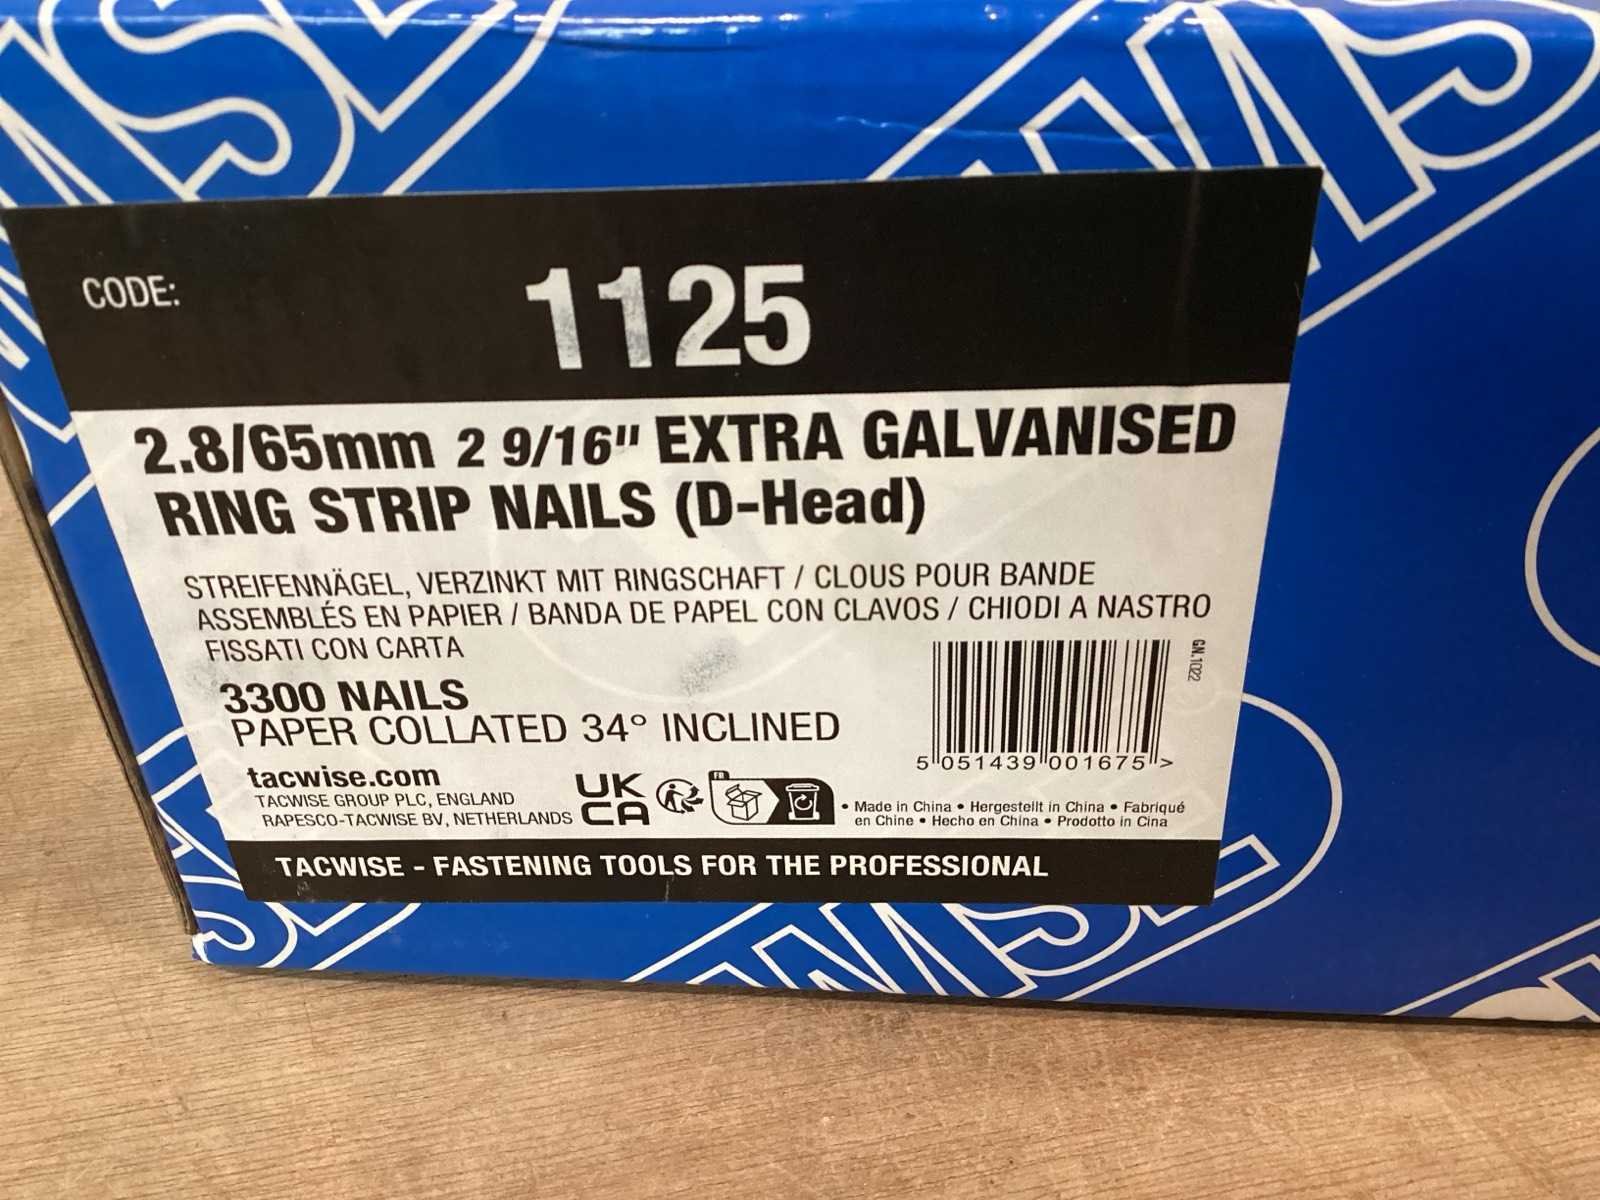 CODE:
1125
2.8/65mm 2 9/16" EXTRA GALVANISED
RING STRIP NAILS (D-Head)
STREIFENNÄGEL, VERZINKT MIT RINGSCHAFT / CLOUS POUR BANDE
ASSEMBLÉS EN PAPIER / BANDA DE PAPEL CON CLAVOS / CHIODI A NASTRO
FISSATI CON CARTA
GN.1022
3300 NAILS
PAPER COLLATED 34° INCLINED
5 051439 001675 >
tacwise.com
TACWISE GROUP PLC, ENGLAND
RAPESCO-TACWISE BV, NETHERLANDS
UK
CA
FR
• Made in China • Hergestellt in China • Fabriqué
en Chine • Hecho en China • Prodotto in Cina
TACWISE - FASTENING TOOLS FOR THE PROFESSIONAL